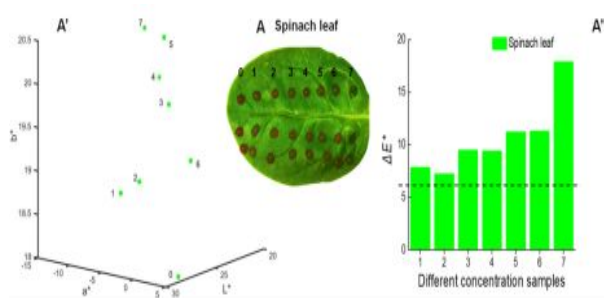 A'
A Spinach leaf
A"
20.5
20
19.5
19
18.5
18
b*
7
5
4
3
6
2
1
0
-15
-10
-5
0
5
a*
30
25
20
L*
0 1 2 3 4 5 6 7
Spinach leaf
20
15
10
5
0
ΔE*
1 2 3 4 5 6 7
Different concentration samples